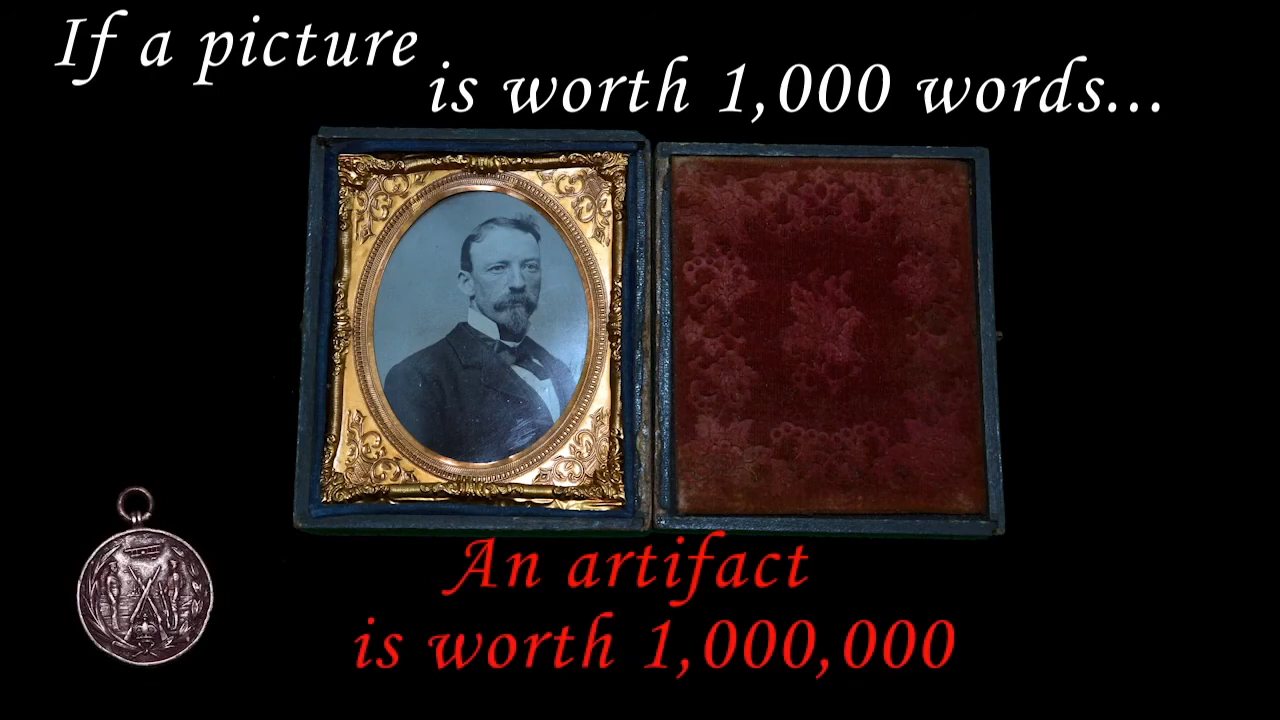 If a picture
is worth 1,000 words...
An artifact
is worth 1,000,000